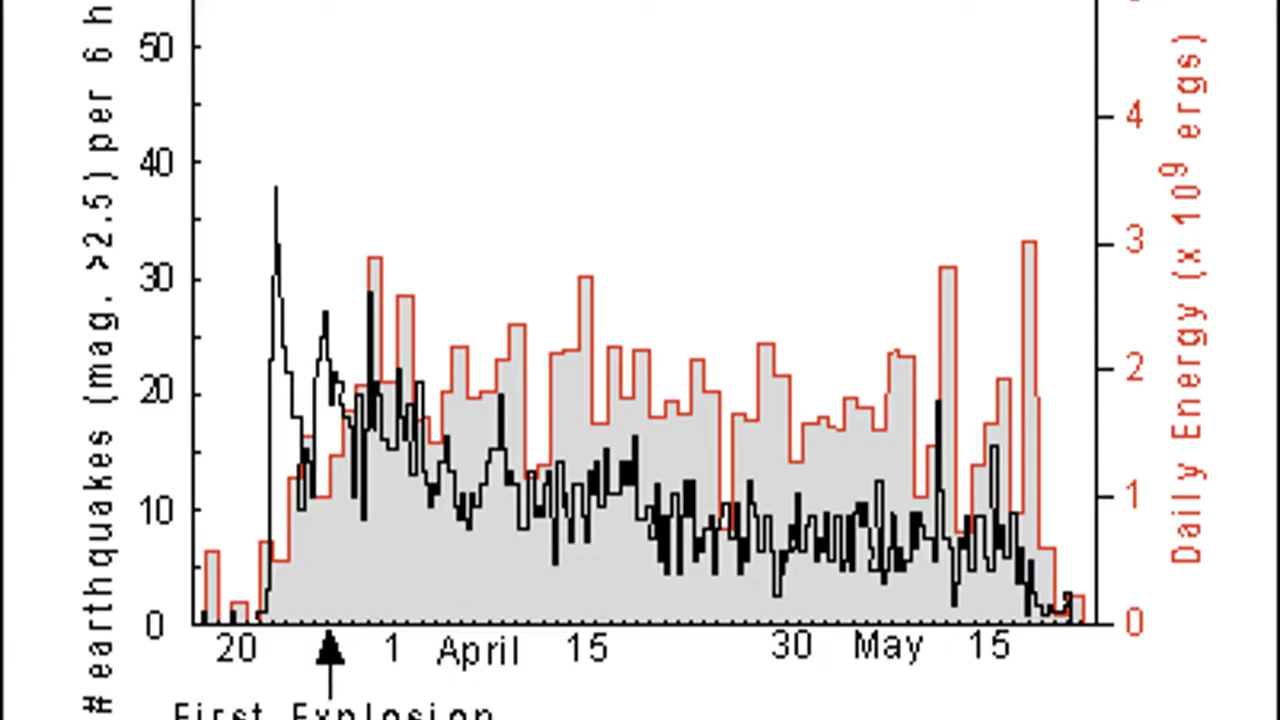 # earthquakes (mag. >2.5) per 6 h
50
40
30
20
10
0
4
3
2
1
0
Daily Energy (x 10⁹ ergs)
20 1 April 15 30 May 15
First Explosion